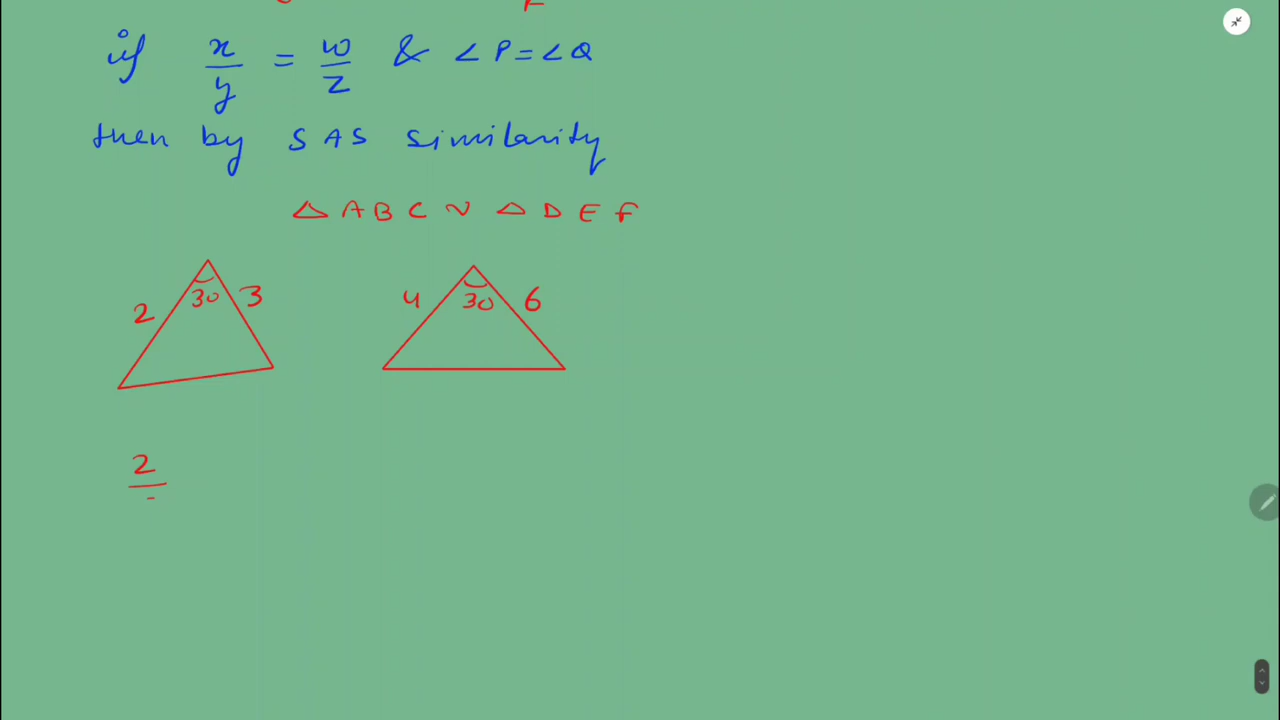 if x/y = w/z & ∠P=∠Q
then by SAS similarity
△ABC ~ △DEF
2 30 3 4 30 6
2